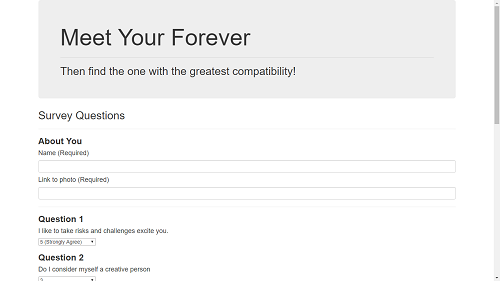 Meet Your Forever
Then find the one with the greatest compatibility!
Survey Questions
About You
Name (Required)
Link to photo (Required)
Question 1
I like to take risks and challenges excite you.
5 (Strongly Agree)
Question 2
Do I consider myself a creative person